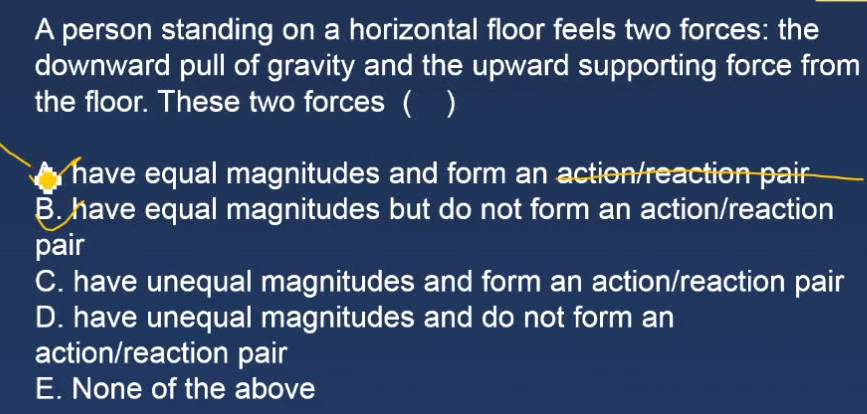 A person standing on a horizontal floor feels two forces: the
downward pull of gravity and the upward supporting force from
the floor. These two forces (   )
A. have equal magnitudes and form an action/reaction pair
B. have equal magnitudes but do not form an action/reaction
pair
C. have unequal magnitudes and form an action/reaction pair
D. have unequal magnitudes and do not form an
action/reaction pair
E. None of the above